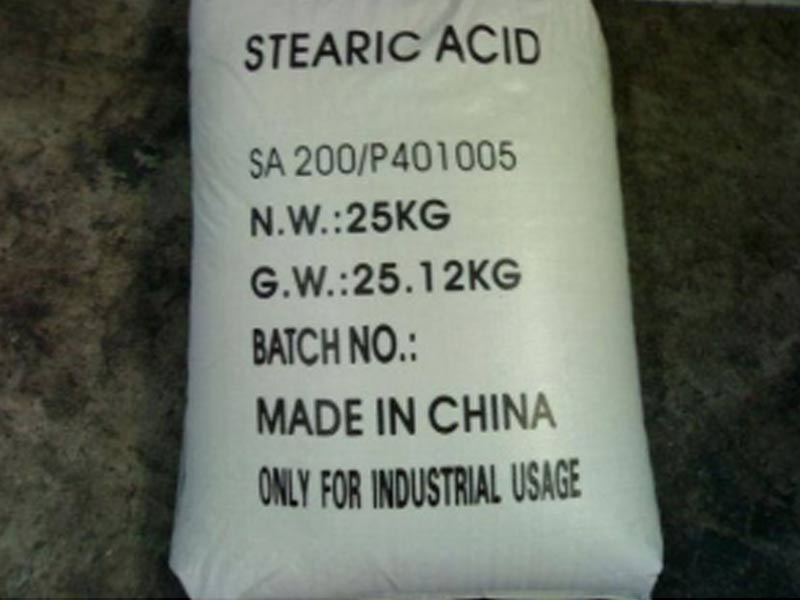 STEARIC ACID
SA 200/P401005
N.W.:25KG
G.W.:25.12KG
BATCH NO.:
MADE IN CHINA
ONLY FOR INDUSTRIAL USAGE